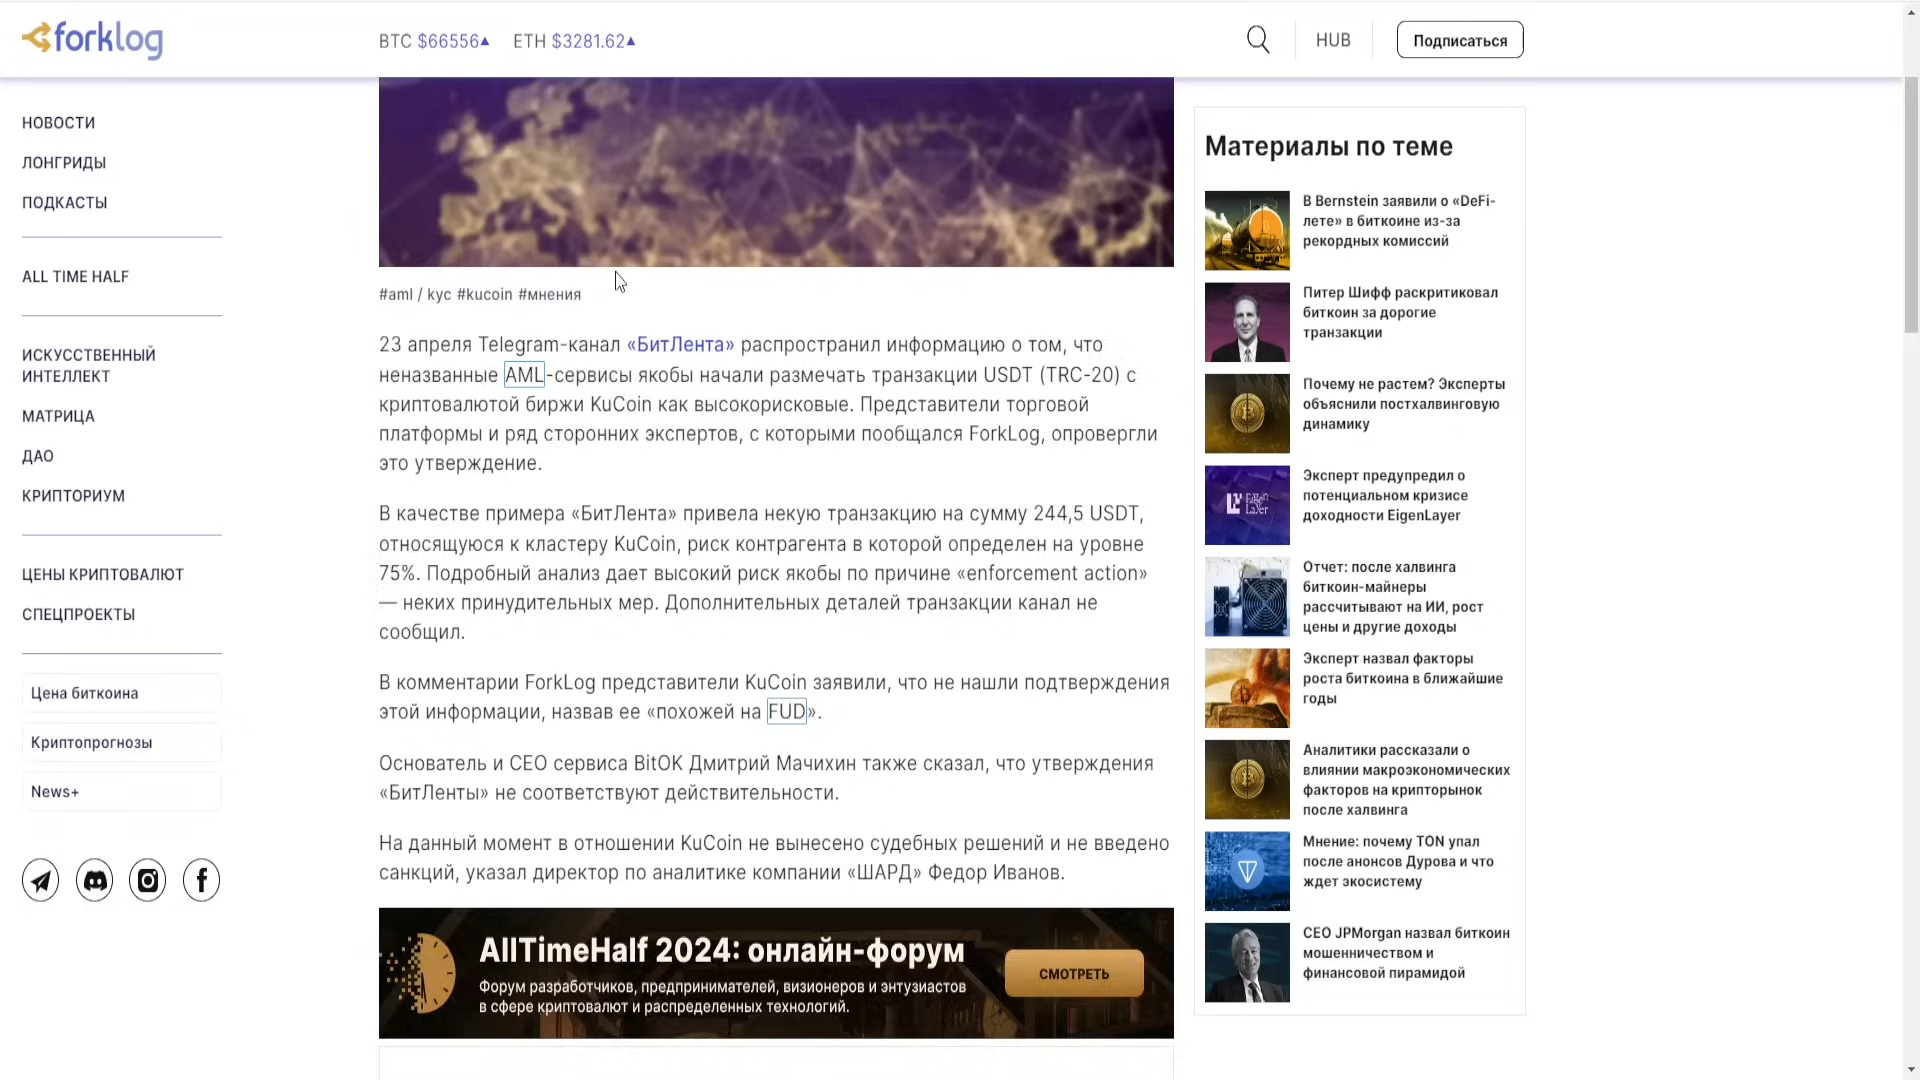 forklog
BTC $66556▲ ETH $3281.62▲
HUB
Подписаться
НОВОСТИ
ЛОНГРИДЫ
ПОДКАСТЫ
ALL TIME HALF
ИСКУССТВЕННЫЙ
ИНТЕЛЛЕКТ
МАТРИЦА
ДАО
КРИПТОРИУМ
ЦЕНЫ КРИПТОВАЛЮТ
СПЕЦПРОЕКТЫ
Цена биткоина
Криптопрогнозы
News+
#aml / kyc #kucoin #мнения
23 апреля Telegram-канал «БитЛента» распространил информацию о том, что
неназванные AML-сервисы якобы начали размечать транзакции USDT (TRC-20) с
криптовалютой биржи KuCoin как высокорисковые. Представители торговой
платформы и ряд сторонних экспертов, с которыми пообщался ForkLog, опровергли
это утверждение.
В качестве примера «БитЛента» привела некую транзакцию на сумму 244,5 USDT,
относящуюся к кластеру KuCoin, риск контрагента в которой определен на уровне
75%. Подробный анализ дает высокий риск якобы по причине «enforcement action»
— неких принудительных мер. Дополнительных деталей транзакции канал не
сообщил.
В комментарии ForkLog представители KuCoin заявили, что не нашли подтверждения
этой информации, назвав ее «похожей на FUD».
Основатель и CEO сервиса BitOK Дмитрий Мачихин также сказал, что утверждения
«БитЛенты» не соответствуют действительности.
На данный момент в отношении KuCoin не вынесено судебных решений и не введено
санкций, указал директор по аналитике компании «ШАРД» Федор Иванов.
AllTimeHalf 2024: онлайн-форум
Форум разработчиков, предпринимателей, визионеров и энтузиастов
в сфере криптовалют и распределенных технологий.
СМОТРЕТЬ
Материалы по теме
В Bernstein заявили о «DeFi-
лете» в биткоине из-за
рекордных комиссий
Питер Шифф раскритиковал
биткоин за дорогие
транзакции
Почему не растем? Эксперты
объяснили постхалвинговую
динамику
Eigen
Layer
Эксперт предупредил о
потенциальном кризисе
доходности EigenLayer
Отчет: после халвинга
биткоин-майнеры
рассчитывают на ИИ, рост
цены и другие доходы
Эксперт назвал факторы
роста биткоина в ближайшие
годы
Аналитики рассказали о
влиянии макроэкономических
факторов на крипторынок
после халвинга
Мнение: почему TON упал
после анонсов Дурова и что
ждет экосистему
CEO JPMorgan назвал биткоин
мошенничеством и
финансовой пирамидой